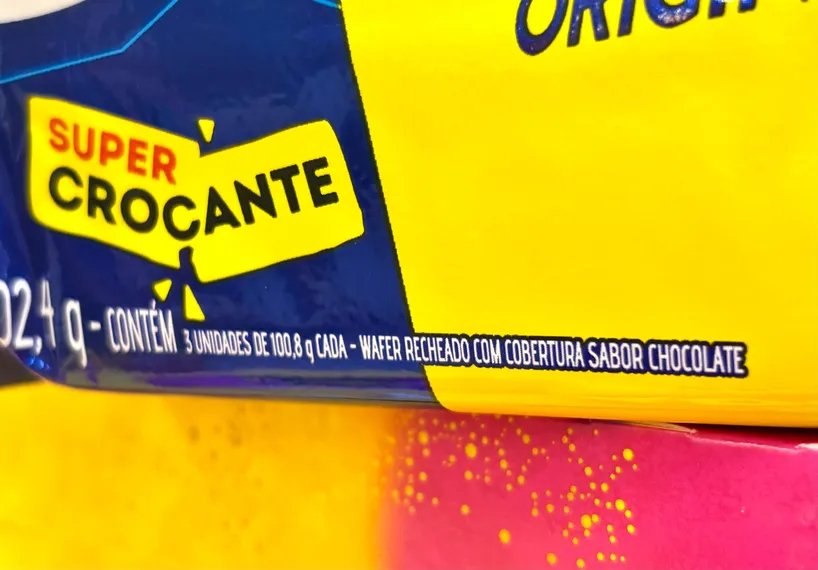 SUPER
CROCANTE
02,4 g - CONTÉM 3 UNIDADES DE 100,8 g CADA - WAFER RECHEADO COM COBERTURA SABOR CHOCOLATE